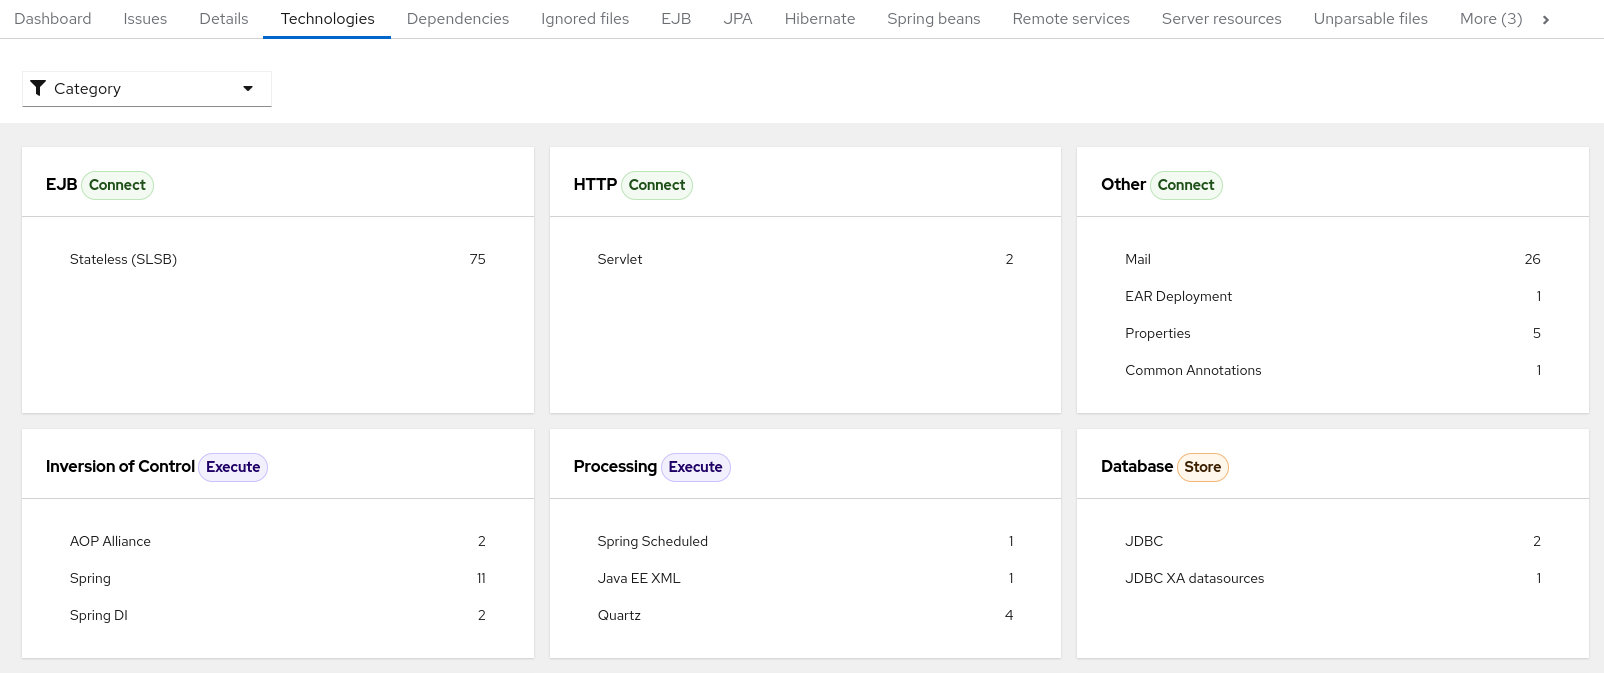 Dashboard Issues Details Technologies Dependencies Ignored files EJB JPA Hibernate Spring beans Remote services Server resources Unparsable files More (3)
Category
EJB Connect
Stateless (SLSB) 75
HTTP Connect
Servlet 2
Other Connect
Mail 26
EAR Deployment 1
Properties 5
Common Annotations 1
Inversion of Control Execute
AOP Alliance 2
Spring 11
Spring DI 2
Processing Execute
Spring Scheduled 1
Java EE XML 1
Quartz 4
Database Store
JDBC 2
JDBC XA datasources 1